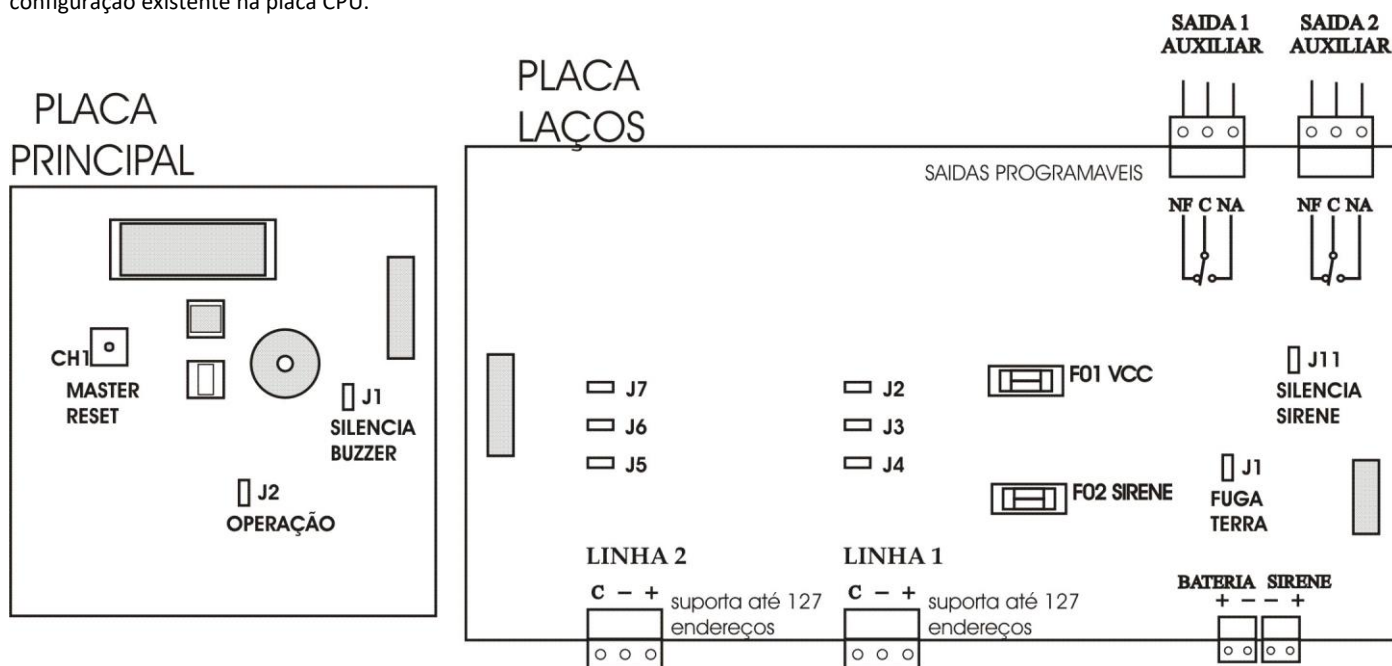 configuração existente na placa CPU.
PLACA
PRINCIPAL
CH1
MASTER
RESET
J1
SILENCIA
BUZZER
J2
OPERAÇÃO
PLACA
LAÇOS
SAIDA 1
AUXILIAR
SAIDA 2
AUXILIAR
SAIDAS PROGRAMAVEIS
NF C NA
NF C NA
J7
J6
J5
J2
J3
J4
F01 VCC
F02 SIRENE
J11
SILENCIA
SIRENE
J1
FUGA
TERRA
LINHA 2
C − +
suporta até 127
endereços
LINHA 1
C − +
suporta até 127
endereços
BATERIA SIRENE
+ − − +